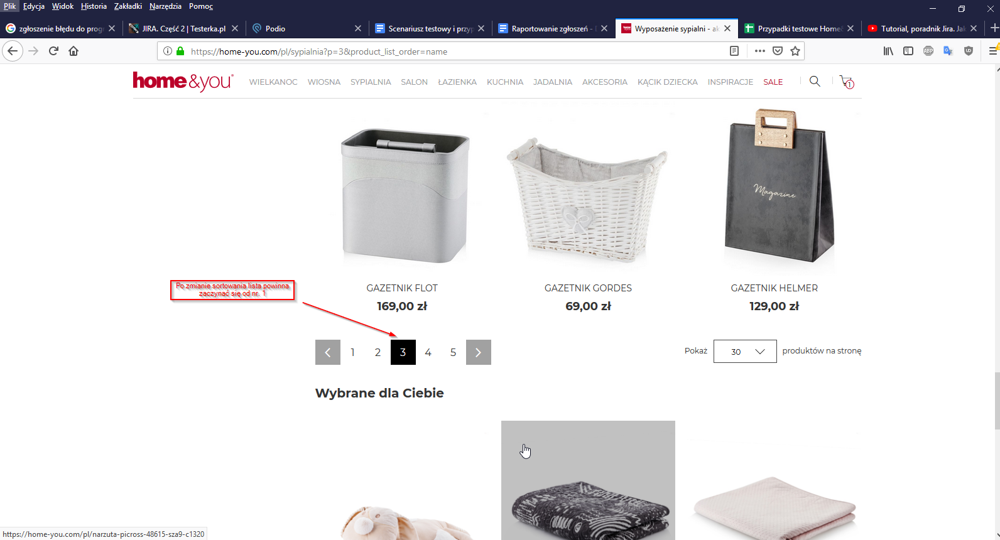 Plik Edycja Widok Historia Zakładki Narzędzia Pomoc
zgłoszenie błędu do prog JIRA. Część 2 | Testerka.pl Podio Scenariusz testowy i przyp Raportowanie zgłoszeń - D Wyposażenie sypialni - ak Przypadki testowe Home& Tutorial, poradnik Jira. Jak
https://home-you.com/pl/sypialnia?p=3&product_list_order=name
home&you WIELKANOC WIOSNA SYPIALNIA SALON ŁAZIENKA KUCHNIA JADALNIA AKCESORIA KĄCIK DZIECKA INSPIRACJE SALE 1
Magazine
GAZETNIK FLOT GAZETNIK GORDES GAZETNIK HELMER
169,00 zł 69,00 zł 129,00 zł
Po zmianie sortowania lista powinna
zaczynać się od nr. 1
1 2 3 4 5 Pokaż 30 produktów na stronę
Wybrane dla Ciebie
https://home-you.com/pl/narzuta-picross-48615-sza9-c1320